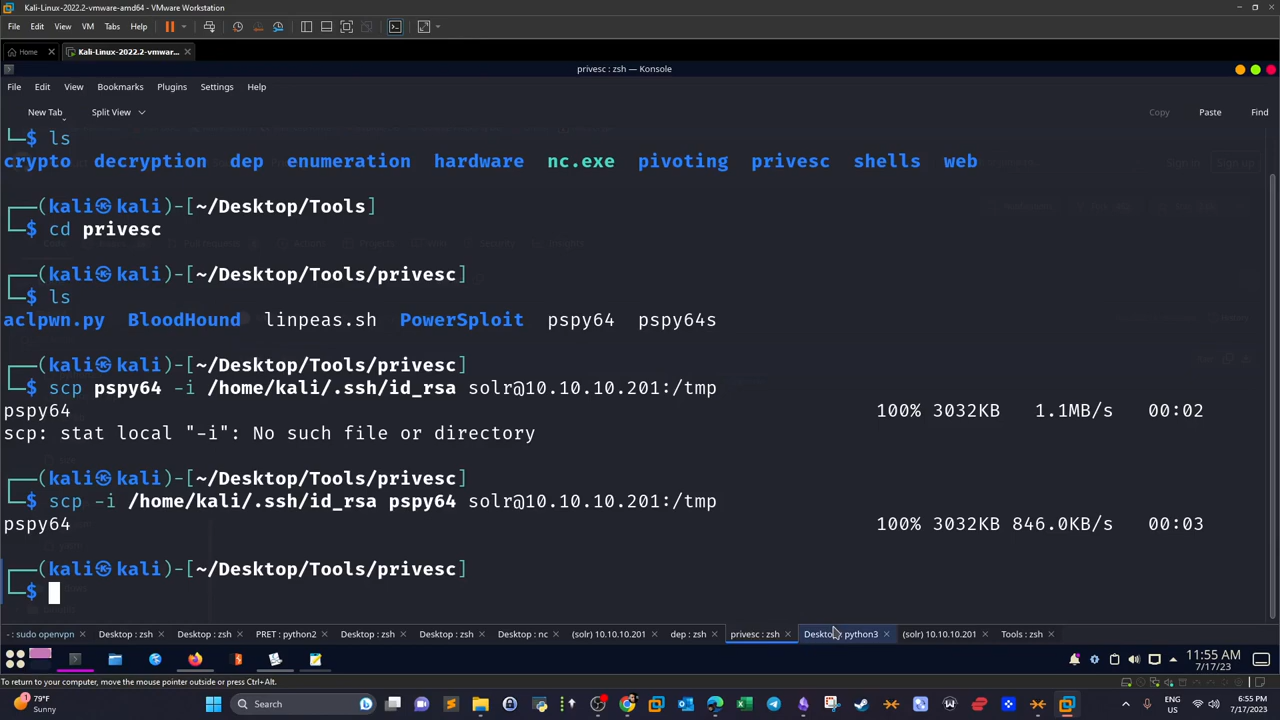 Kali-Linux-2022.2-vmware-amd64 - VMware Workstation
File Edit View VM Tabs Help
Home Kali-Linux-2022.2-vmwar...
privesc : zsh — Konsole
File Edit View Bookmarks Plugins Settings Help
New Tab Split View Copy Paste Find
└─$ ls
crypto decryption dep enumeration hardware nc.exe pivoting privesc shells web
┌──(kali㉿kali)-[~/Desktop/Tools]
└─$ cd privesc
┌──(kali㉿kali)-[~/Desktop/Tools/privesc]
└─$ ls
aclpwn.py BloodHound linpeas.sh PowerSploit pspy64 pspy64s
┌──(kali㉿kali)-[~/Desktop/Tools/privesc]
└─$ scp pspy64 -i /home/kali/.ssh/id_rsa solr@10.10.10.201:/tmp
pspy64 100% 3032KB 1.1MB/s 00:02
scp: stat local "-i": No such file or directory
┌──(kali㉿kali)-[~/Desktop/Tools/privesc]
└─$ scp -i /home/kali/.ssh/id_rsa pspy64 solr@10.10.10.201:/tmp
pspy64 100% 3032KB 846.0KB/s 00:03
┌──(kali㉿kali)-[~/Desktop/Tools/privesc]
└─$
- : sudo openvpn Desktop : zsh Desktop : zsh PRET : python2 Desktop : zsh Desktop : zsh Desktop : nc (solr) 10.10.10.201 dep : zsh privesc : zsh Desktop : python3 (solr) 10.10.10.201 Tools : zsh
11:55 AM
7/17/23
To return to your computer, move the mouse pointer outside or press Ctrl+Alt.
79°F
Sunny
Search
ENG
US
6:55 PM
7/17/2023